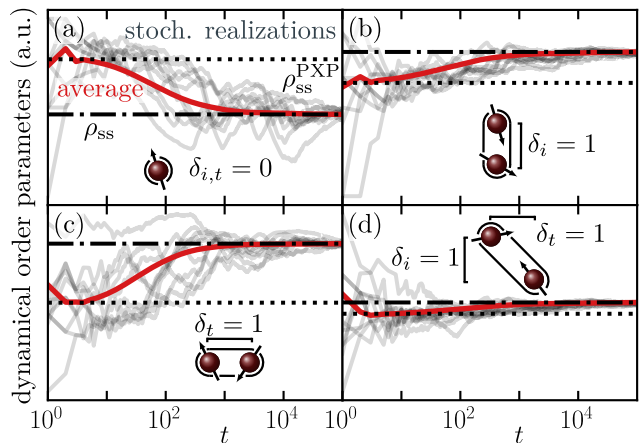 dynamical order parameters (a.u.)
(a) stoch. realizations
average
ρ_ss^PXP
ρ_ss
δ_{i,t} = 0
(b)
δ_i = 1
(c)
δ_t = 1
(d)
δ_t = 1
δ_i = 1
10^0 10^2 10^4
t
10^0 10^2 10^4
t